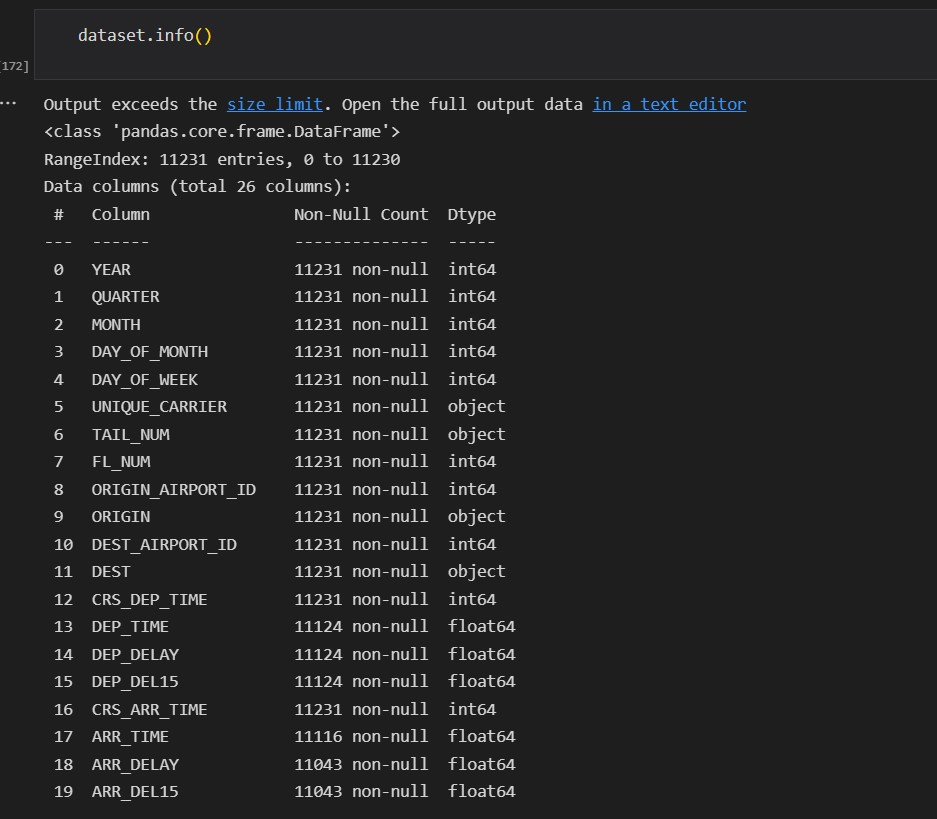 dataset.info()
[172]
...
Output exceeds the size limit. Open the full output data in a text editor
<class 'pandas.core.frame.DataFrame'>
RangeIndex: 11231 entries, 0 to 11230
Data columns (total 26 columns):
 #   Column             Non-Null Count  Dtype
---  ------             --------------  -----
 0   YEAR               11231 non-null  int64
 1   QUARTER            11231 non-null  int64
 2   MONTH              11231 non-null  int64
 3   DAY_OF_MONTH       11231 non-null  int64
 4   DAY_OF_WEEK        11231 non-null  int64
 5   UNIQUE_CARRIER     11231 non-null  object
 6   TAIL_NUM           11231 non-null  object
 7   FL_NUM             11231 non-null  int64
 8   ORIGIN_AIRPORT_ID  11231 non-null  int64
 9   ORIGIN             11231 non-null  object
 10  DEST_AIRPORT_ID    11231 non-null  int64
 11  DEST               11231 non-null  object
 12  CRS_DEP_TIME       11231 non-null  int64
 13  DEP_TIME           11124 non-null  float64
 14  DEP_DELAY          11124 non-null  float64
 15  DEP_DEL15          11124 non-null  float64
 16  CRS_ARR_TIME       11231 non-null  int64
 17  ARR_TIME           11116 non-null  float64
 18  ARR_DELAY          11043 non-null  float64
 19  ARR_DEL15          11043 non-null  float64